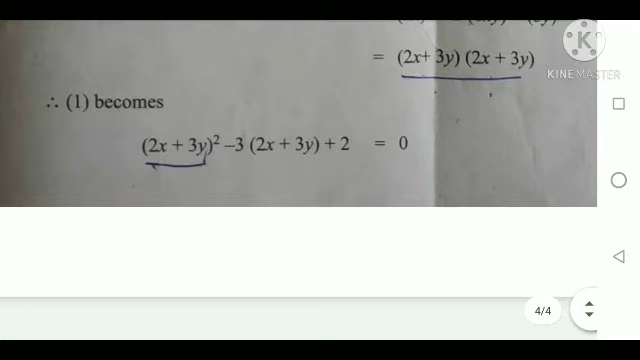 = (2x + 3y) (2x + 3y)
KINEMASTER
∴ (1) becomes
(2x + 3y)² –3 (2x + 3y) + 2 = 0
4/4